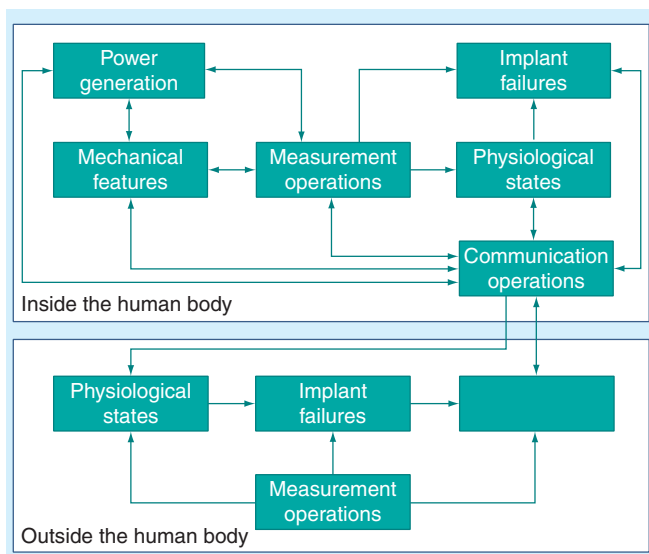 Power
generation
Implant
failures
Mechanical
features
Measurement
operations
Physiological
states
Communication
operations
Inside the human body
Physiological
states
Implant
failures
Measurement
operations
Outside the human body